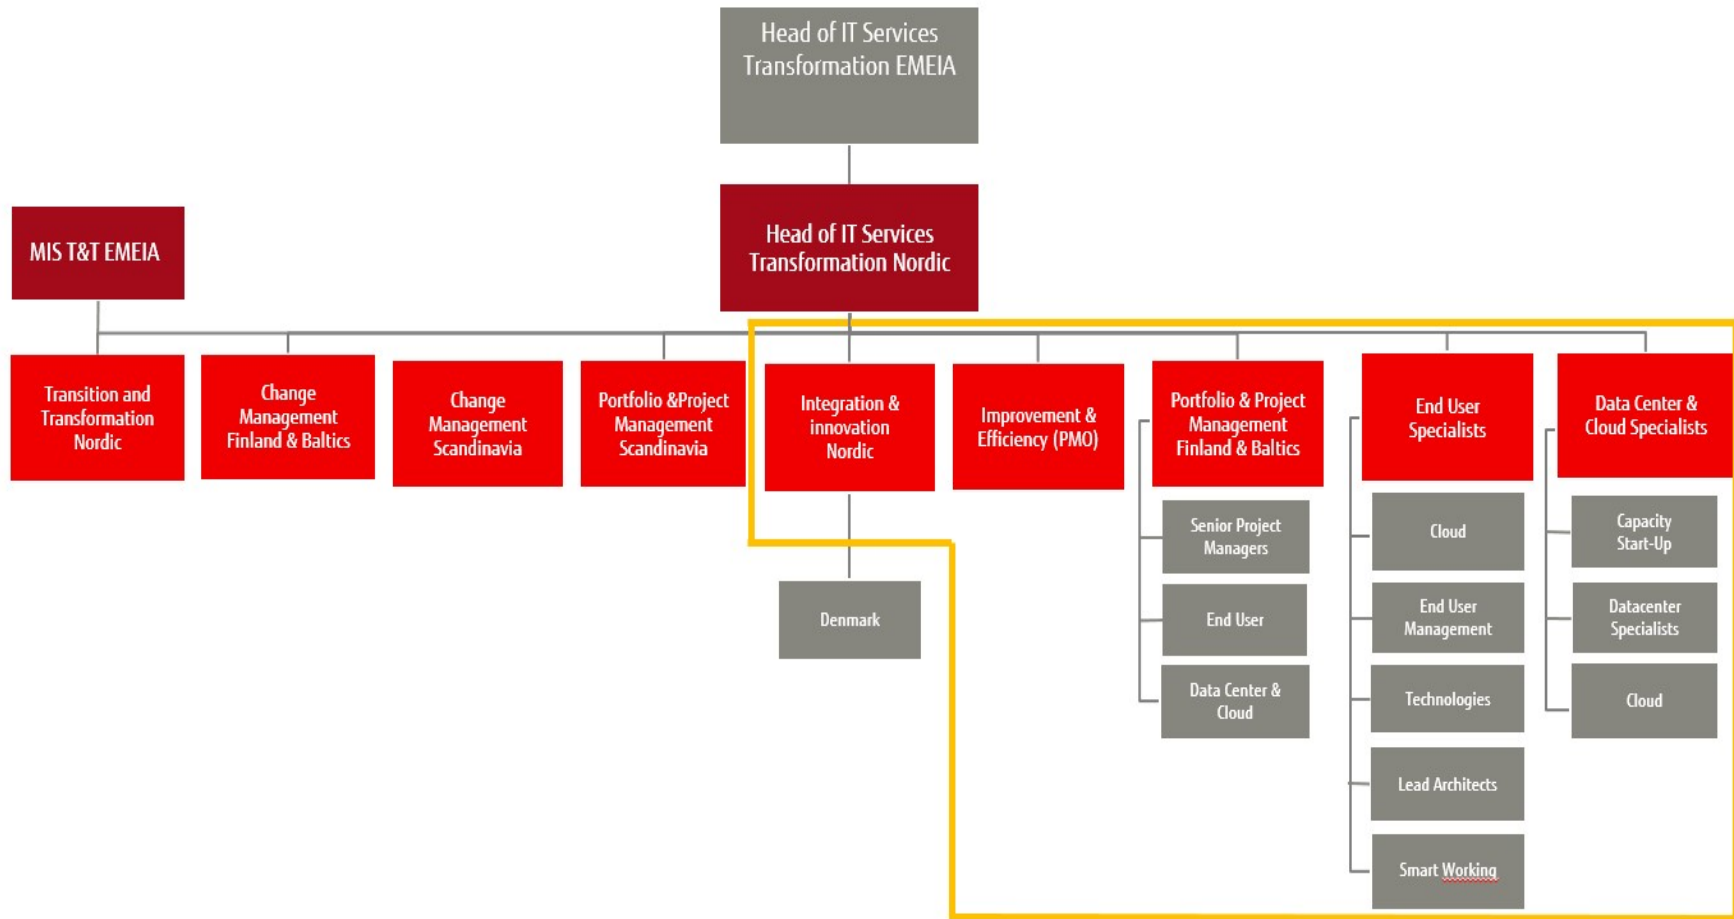 Head of IT Services
Transformation EMEIA
MIS T&T EMEIA
Head of IT Services
Transformation Nordic
Transition and
Transformation
Nordic
Change
Management
Finland & Baltics
Change
Management
Scandinavia
Portfolio &Project
Management
Scandinavia
Integration &
innovation
Nordic
Improvement &
Efficiency (PMO)
Portfolio & Project
Management
Finland & Baltics
End User
Specialists
Data Center &
Cloud Specialists
Denmark
Senior Project
Managers
End User
Data Center &
Cloud
Cloud
End User
Management
Technologies
Lead Architects
Smart Working
Capacity
Start-Up
Datacenter
Specialists
Cloud